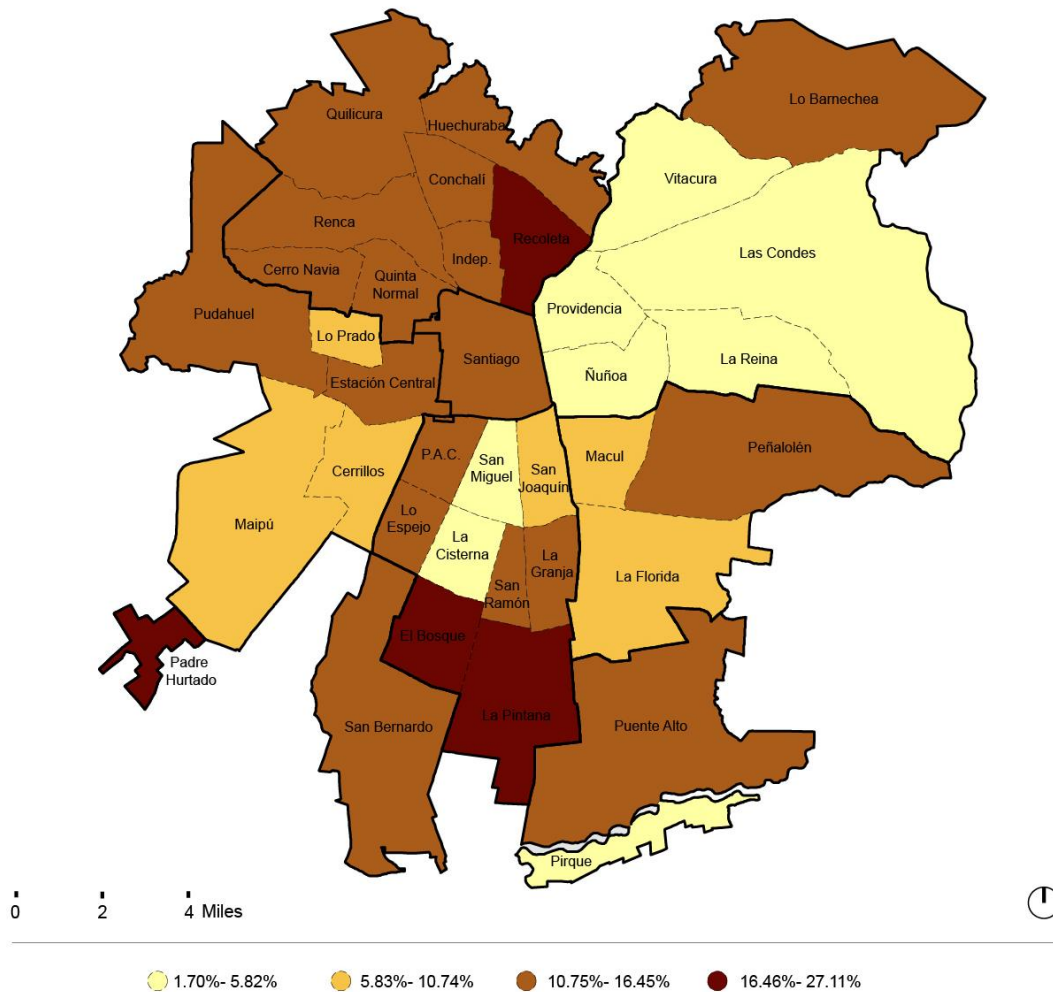 Lo Barnechea
Quilicura
Huechuraba
Conchalí
Vitacura
Renca
Recoleta
Las Condes
Indep.
Cerro Navia
Quinta
Normal
Providencia
Pudahuel
Lo Prado
Santiago
La Reina
Ñuñoa
Estación Central
P.A.C.
San
Miguel
San
Joaquín
Macul
Peñalolén
Cerrillos
Maipú
Lo
Espejo
La
Cisterna
La
Granja
San
Ramón
La Florida
El Bosque
Padre
Hurtado
La Pintana
San Bernardo
Puente Alto
Pirque
0 2 4 Miles
1.70%- 5.82% 5.83%- 10.74% 10.75%- 16.45% 16.46%- 27.11%